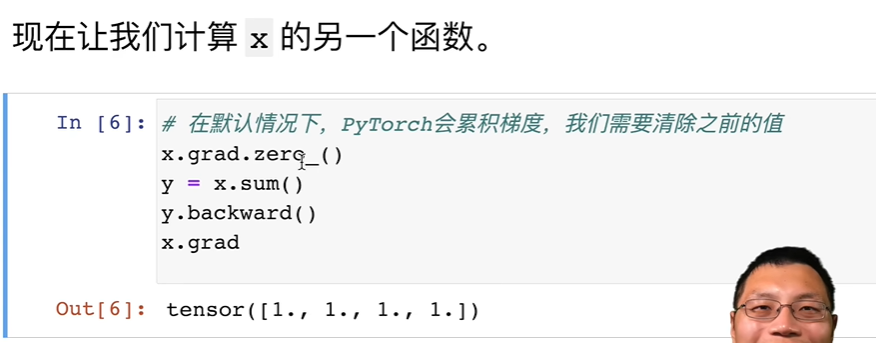 现在让我们计算 x 的另一个函数。
In [6]: # 在默认情况下，PyTorch会累积梯度，我们需要清除之前的值
x.grad.zero_()
y = x.sum()
y.backward()
x.grad
Out[6]: tensor([1., 1., 1., 1.])